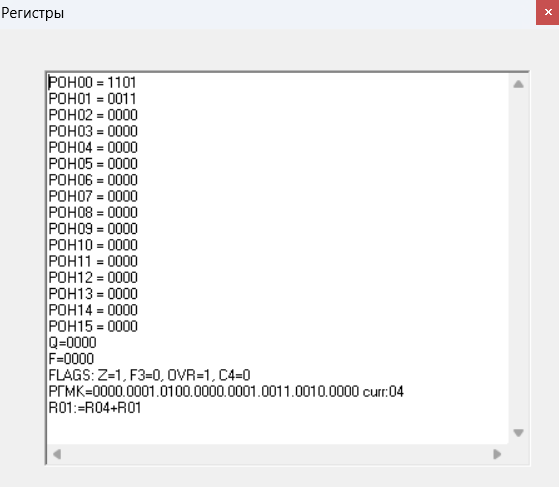 Регистры
РОН00 = 1101
РОН01 = 0011
РОН02 = 0000
РОН03 = 0000
РОН04 = 0000
РОН05 = 0000
РОН06 = 0000
РОН07 = 0000
РОН08 = 0000
РОН09 = 0000
РОН10 = 0000
РОН11 = 0000
РОН12 = 0000
РОН13 = 0000
РОН14 = 0000
РОН15 = 0000
Q=0000
F=0000
FLAGS: Z=1, F3=0, OVR=1, C4=0
РГМК=0000.0001.0100.0000.0001.0011.0010.0000 curr:04
R01:=R04+R01